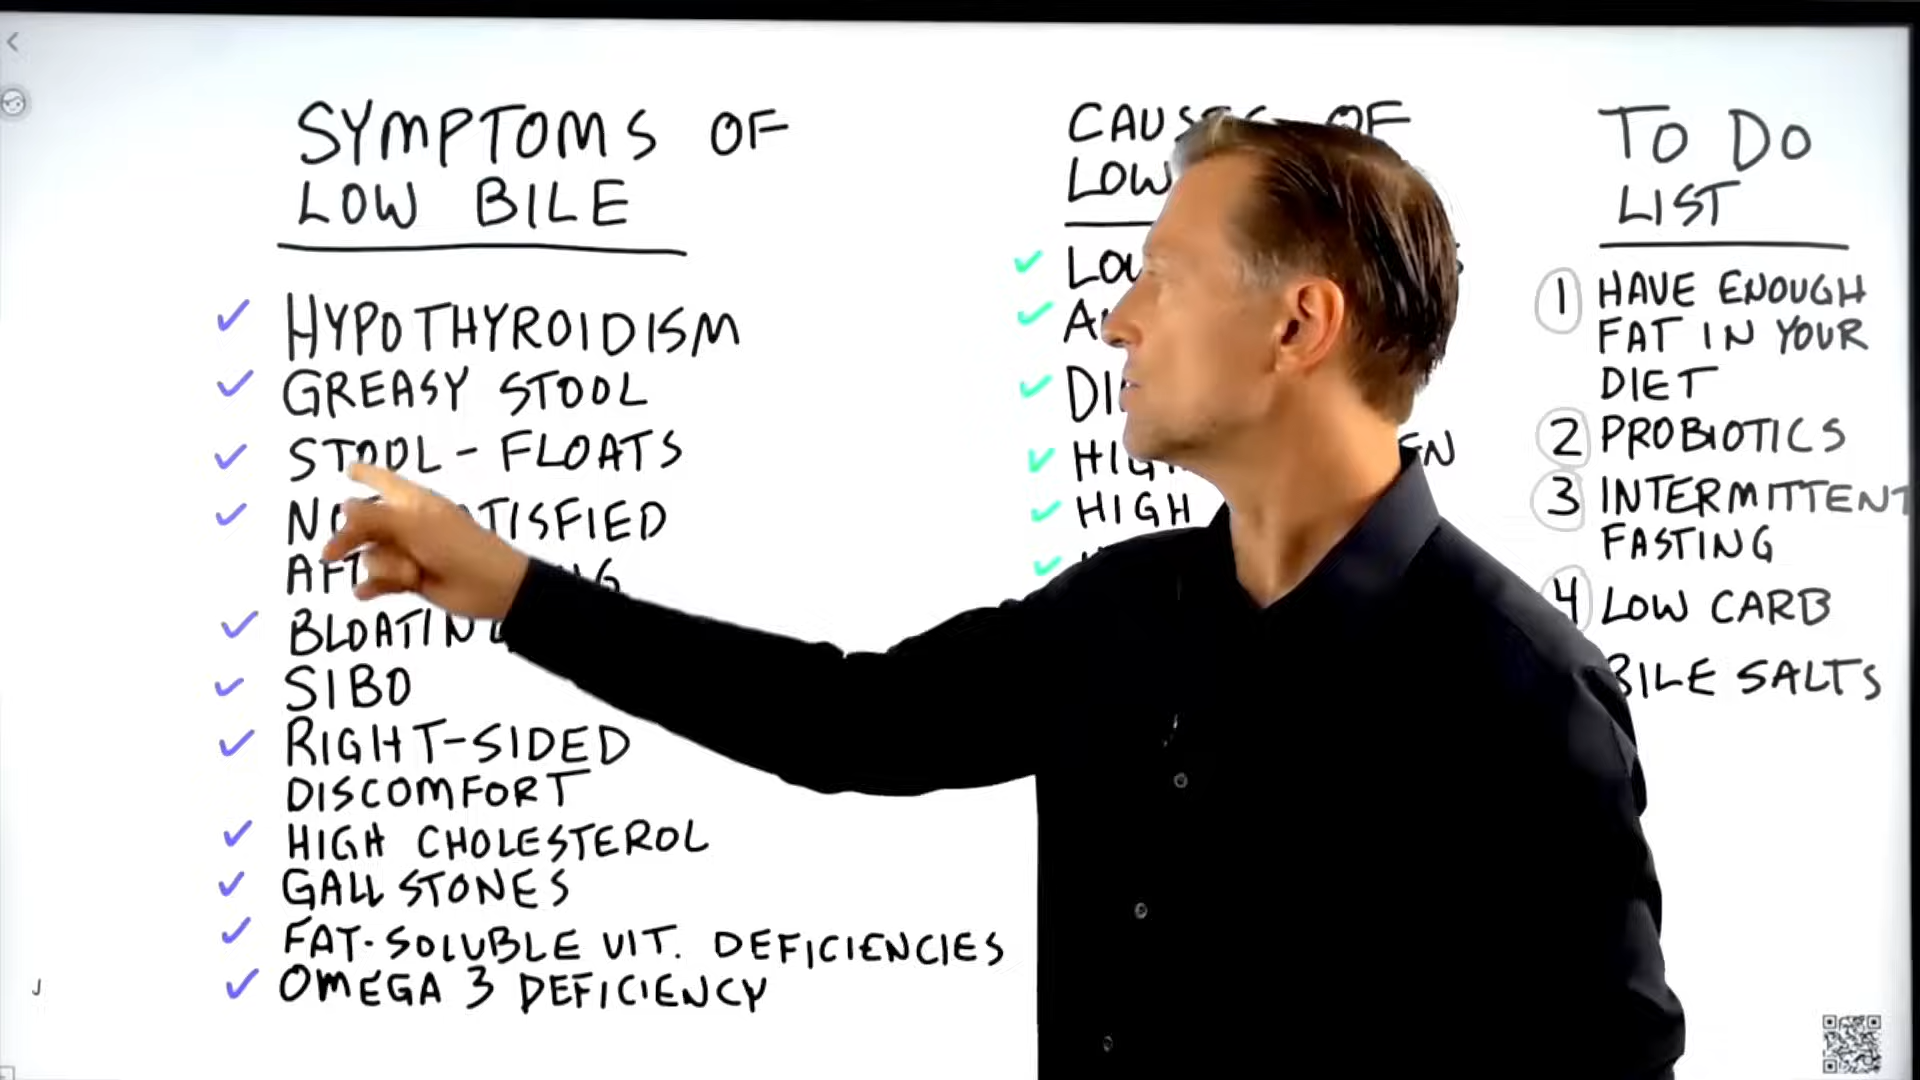 SYMPTOMS OF
LOW BILE
HYPOTHYROIDISM
GREASY STOOL
STOOL - FLOATS
BLOATING
SIBO
RIGHT-SIDED
DISCOMFORT
HIGH CHOLESTEROL
GALL STONES
FAT-SOLUBLE VIT. DEFICIENCIES
OMEGA 3 DEFICIENCY
CAUSES OF
LOW
HIGH
TO DO
LIST
1 HAVE ENOUGH
FAT IN YOUR
DIET
2 PROBIOTICS
3 INTERMITTENT
FASTING
4 LOW CARB
BILE SALTS